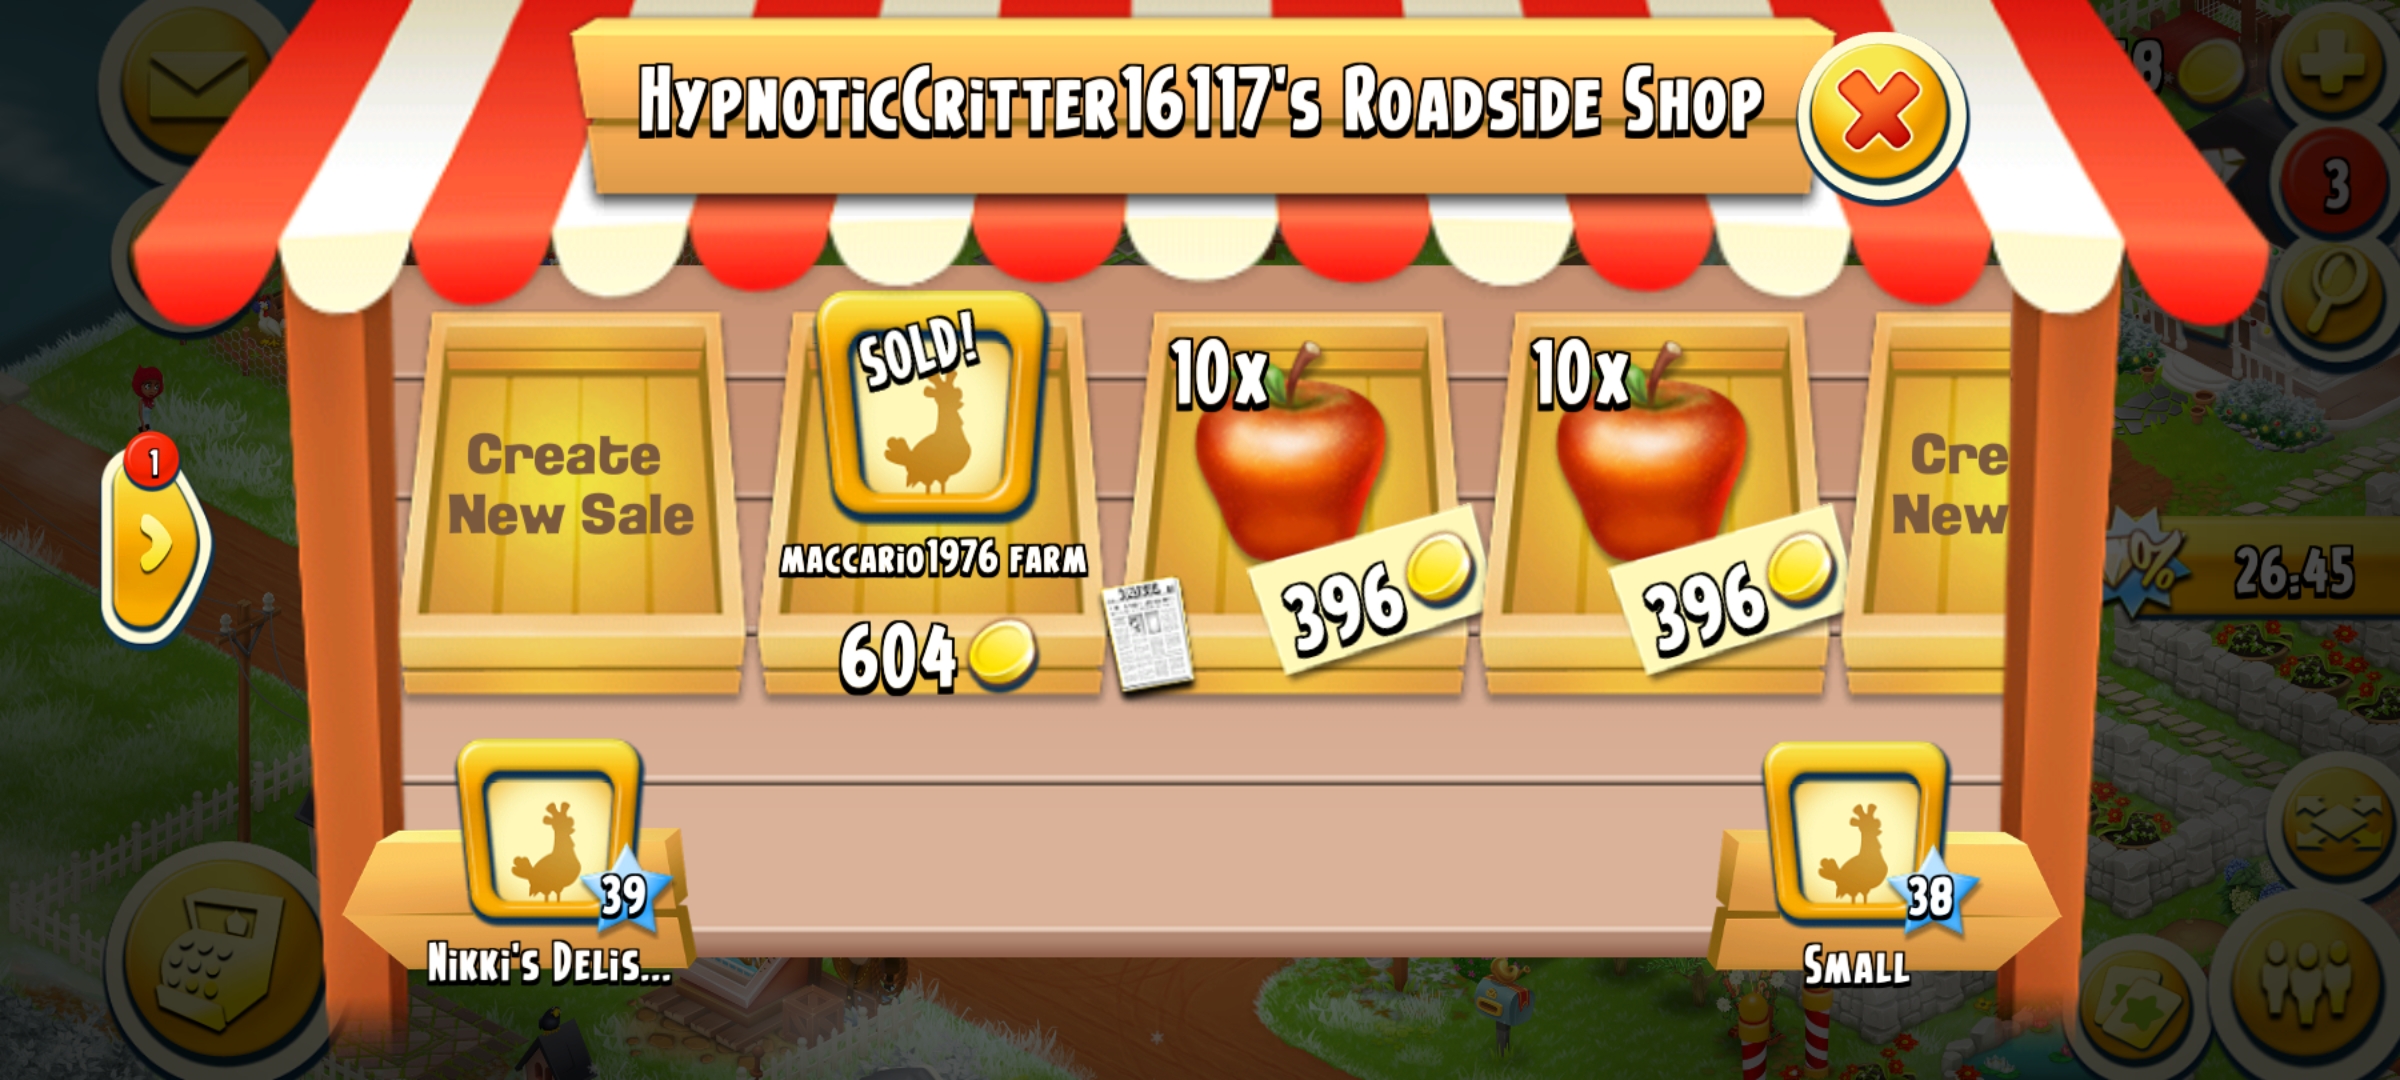 HypnoticCritter16117's Roadside Shop
3
1
Create
New Sale
SOLD!
maccario1976 farm
604
10x
396
10x
396
Cre
New
26:45
39
Nikki's Delis...
38
Small